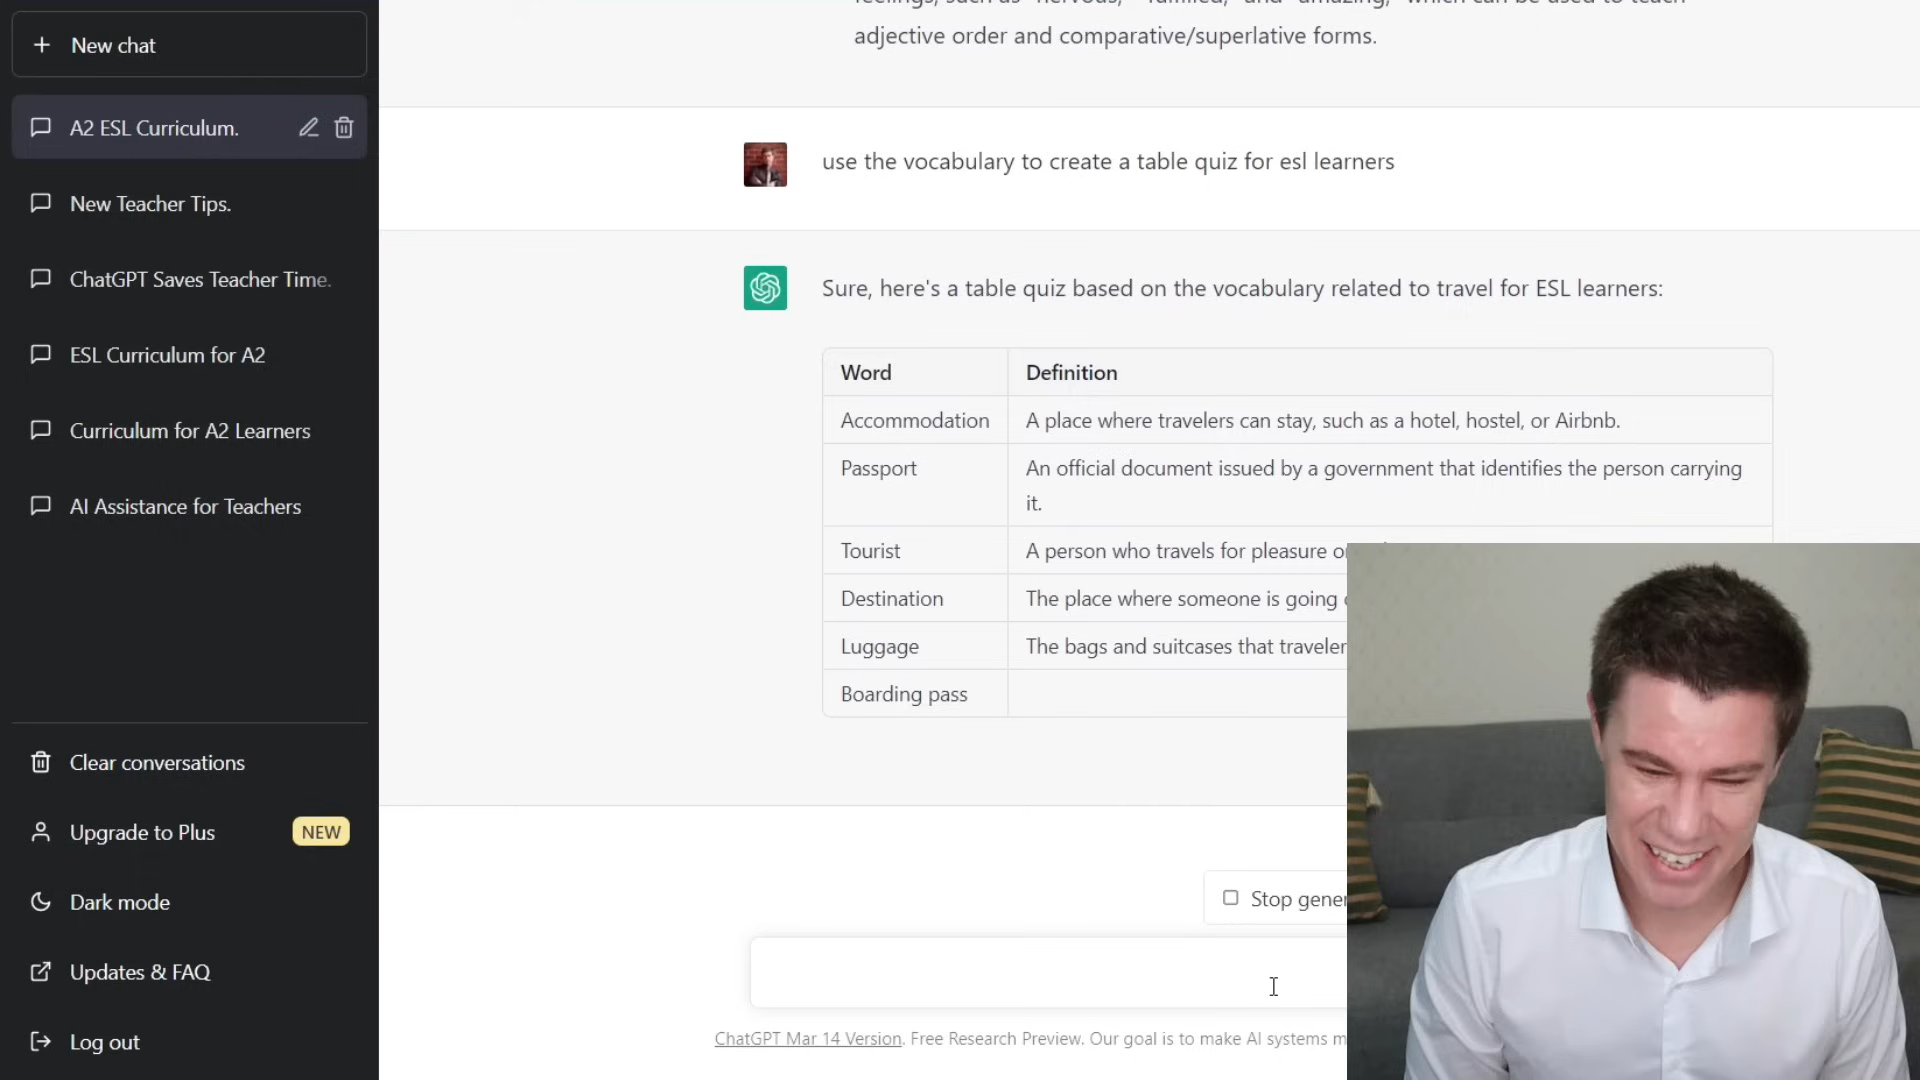 New chat
A2 ESL Curriculum.
New Teacher Tips.
ChatGPT Saves Teacher Time.
ESL Curriculum for A2
Curriculum for A2 Learners
AI Assistance for Teachers
Clear conversations
Upgrade to Plus NEW
Dark mode
Updates & FAQ
Log out
adjective order and comparative/superlative forms.
use the vocabulary to create a table quiz for esl learners
Sure, here's a table quiz based on the vocabulary related to travel for ESL learners:
Word Definition
Accommodation A place where travelers can stay, such as a hotel, hostel, or Airbnb.
Passport An official document issued by a government that identifies the person carrying
it.
Tourist A person who travels for pleasure
Destination The place where someone is going
Luggage The bags and suitcases that traveler
Boarding pass
Stop gener
ChatGPT Mar 14 Version. Free Research Preview. Our goal is to make AI systems m